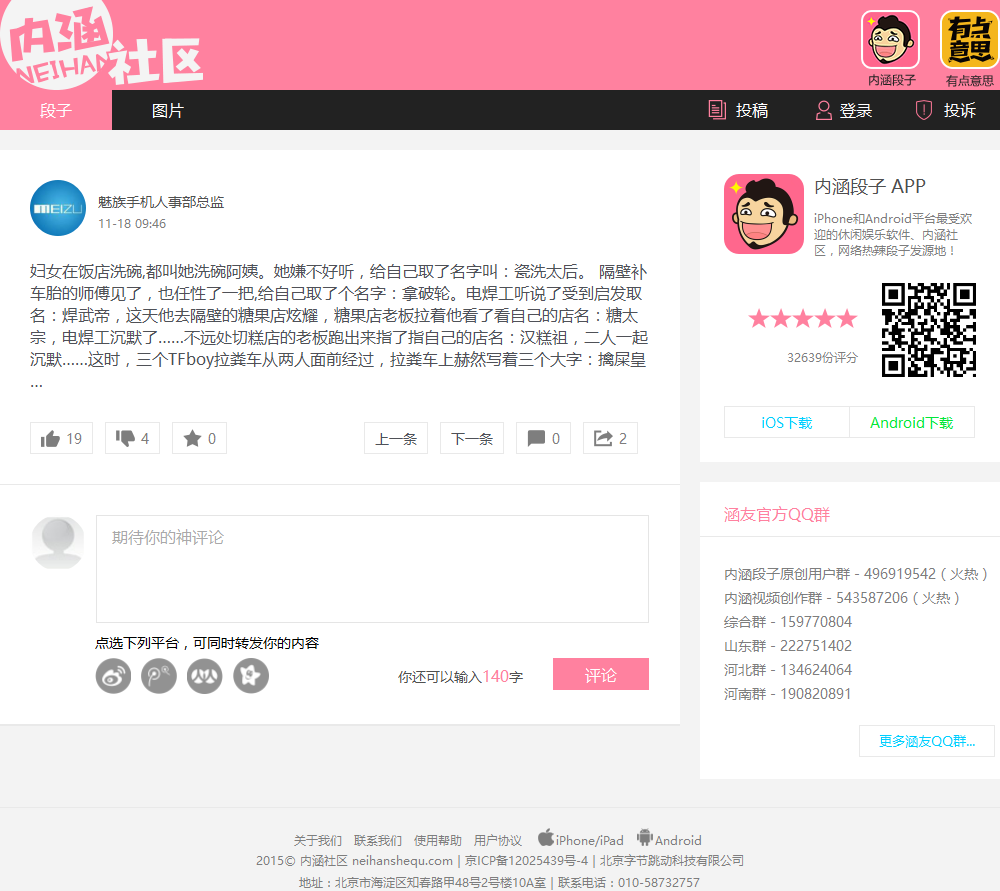 内涵
NEIHAN 社区
内涵段子
有点意思
有点意思
段子
图片
投稿
登录
投诉
MEIZU
魅族手机人事部总监
11-18 09:46
妇女在饭店洗碗,都叫她洗碗阿姨。她嫌不好听，给自己取了名字叫：瓷洗太后。 隔壁补
车胎的师傅见了，也任性了一把,给自己取了个名字：拿破轮。电焊工听说了受到启发取
名：焊武帝，这天他去隔壁的糖果店炫耀，糖果店老板拉着他看了看自己的店名：糖太
宗，电焊工沉默了......不远处切糕店的老板跑出来指了指自己的店名：汉糕祖，二人一起
沉默......这时，三个TFboy拉粪车从两人面前经过，拉粪车上赫然写着三个大字：擒屎皇
...
19
4
0
上一条
下一条
0
2
期待你的神评论
点选下列平台，可同时转发你的内容
你还可以输入140字
评论
内涵段子 APP
iPhone和Android平台最受欢
迎的休闲娱乐软件、内涵社
区，网络热辣段子发源地！
32639份评分
iOS下载
Android下载
涵友官方QQ群
内涵段子原创用户群 - 496919542（火热）
内涵视频创作群 - 543587206（火热）
综合群 - 159770804
山东群 - 222751402
河北群 - 134624064
河南群 - 190820891
更多涵友QQ群...
关于我们 联系我们 使用帮助 用户协议 iPhone/iPad Android
2015© 内涵社区 neihanshequ.com | 京ICP备12025439号-4 | 北京字节跳动科技有限公司
地址：北京市海淀区知春路甲48号2号楼10A室 | 联系电话：010-58732757